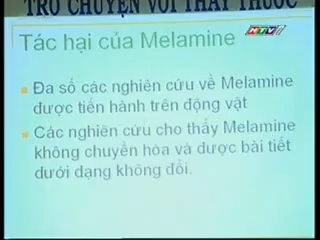 TRÒ CHUYỆN VỚI THẦY THUỐC
HTV7
Tác hại của Melamine
Đa số các nghiên cứu về Melamine
được tiến hành trên động vật
Các nghiên cứu cho thấy Melamine
không chuyển hóa và được bài tiết
dưới dạng không đổi.